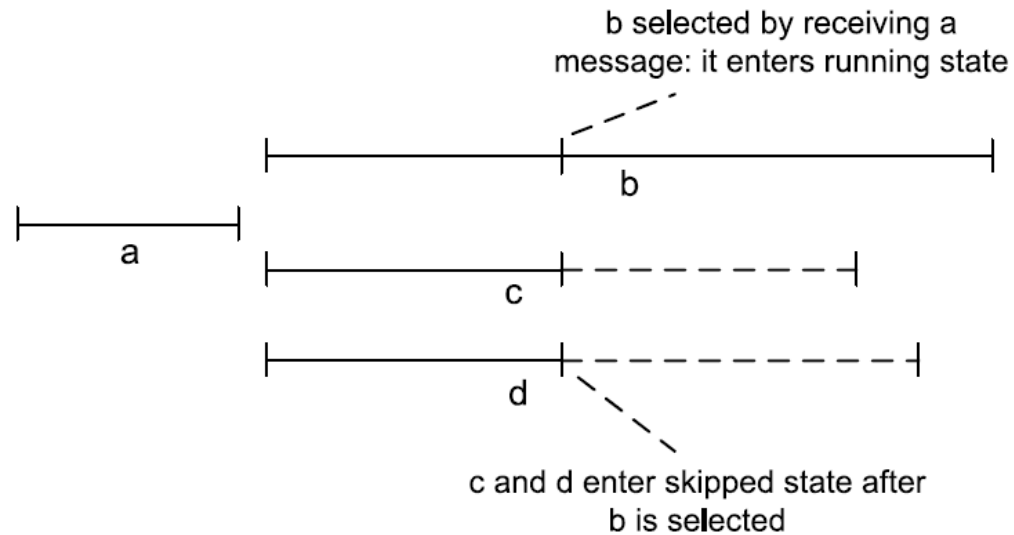 b selected by receiving a
message: it enters running state
b
a
c
d
c and d enter skipped state after
b is selected